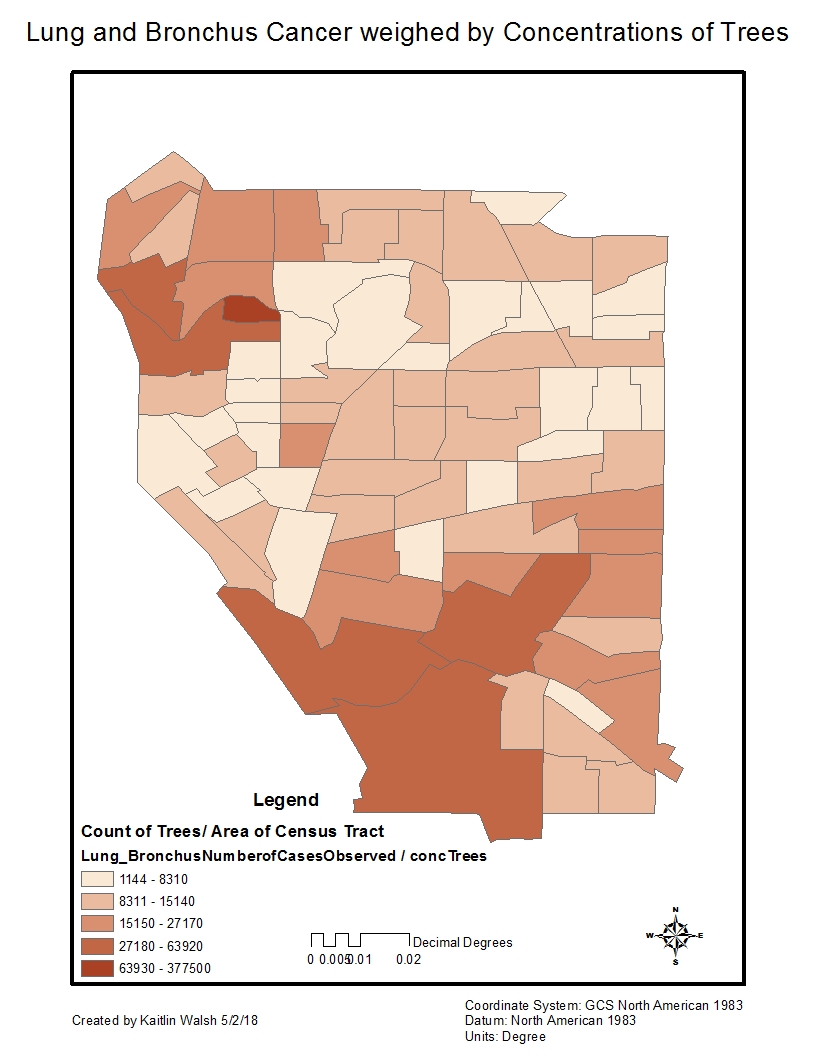 Lung and Bronchus Cancer weighed by Concentrations of Trees
Legend
Count of Trees/ Area of Census Tract
Lung_BronchusNumberofCasesObserved / concTrees
1144 - 8310
8311 - 15140
15150 - 27170
27180 - 63920
63930 - 377500
Decimal Degrees
0 0.0050.01 0.02
N
W E
S
Created by Kaitlin Walsh 5/2/18
Coordinate System: GCS North American 1983
Datum: North American 1983
Units: Degree